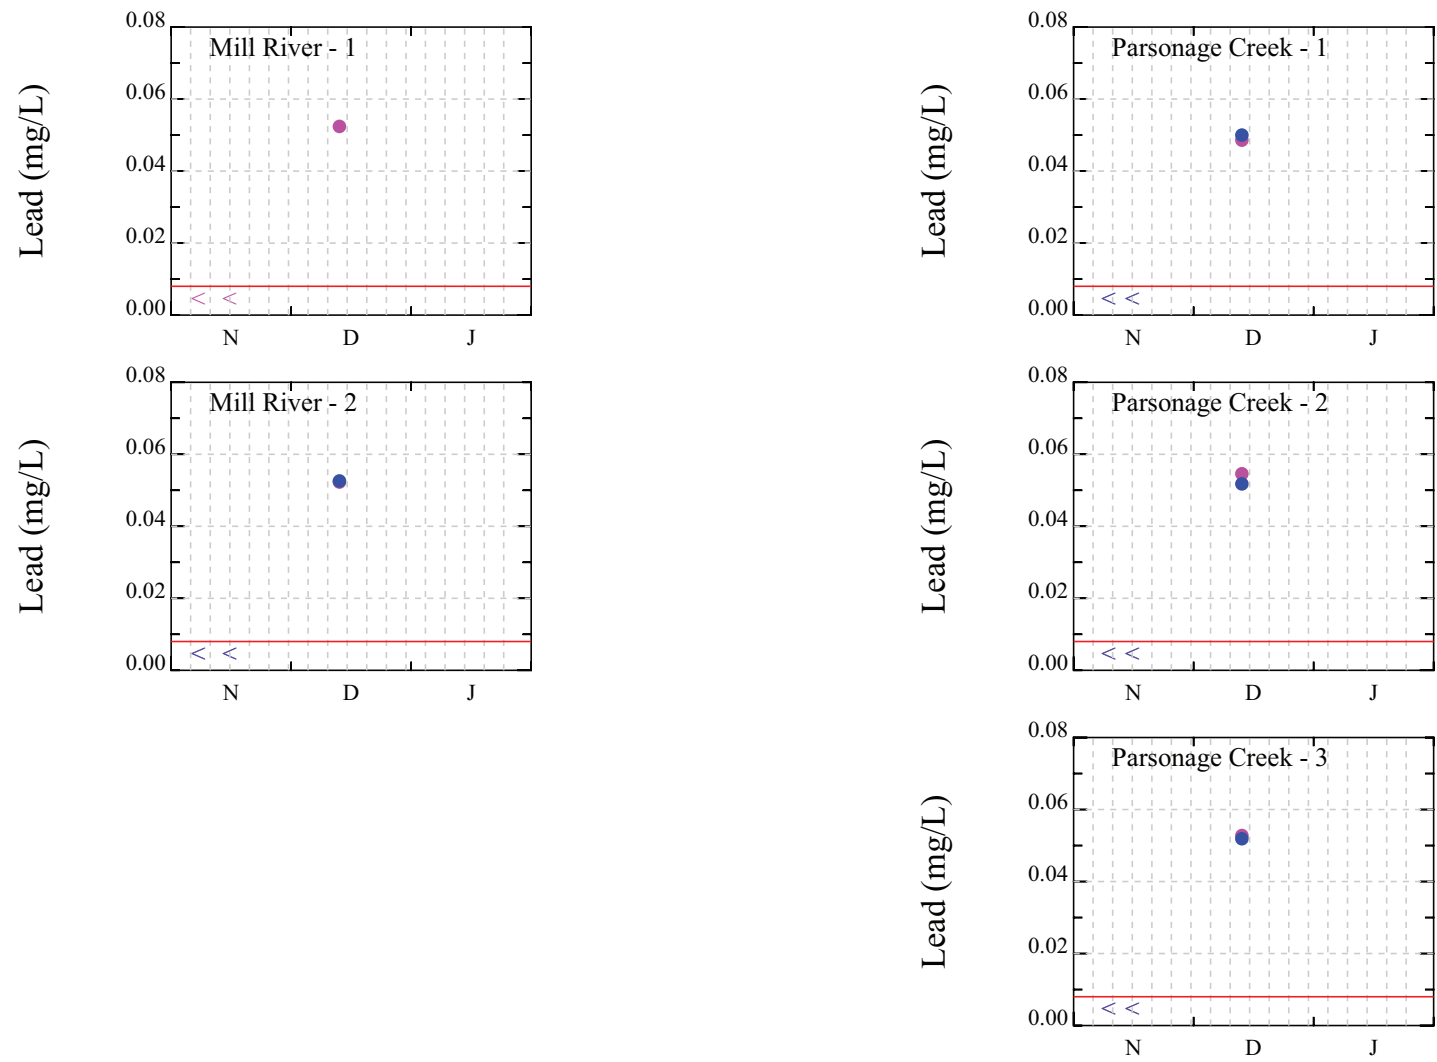 Mill River - 1
Lead (mg/L)
0.08
0.06
0.04
0.02
0.00
< <
N D J
Parsonage Creek - 1
Lead (mg/L)
0.08
0.06
0.04
0.02
0.00
< <
N D J
Mill River - 2
Lead (mg/L)
0.08
0.06
0.04
0.02
0.00
< <
N D J
Parsonage Creek - 2
Lead (mg/L)
0.08
0.06
0.04
0.02
0.00
< <
N D J
Parsonage Creek - 3
Lead (mg/L)
0.08
0.06
0.04
0.02
0.00
< <
N D J